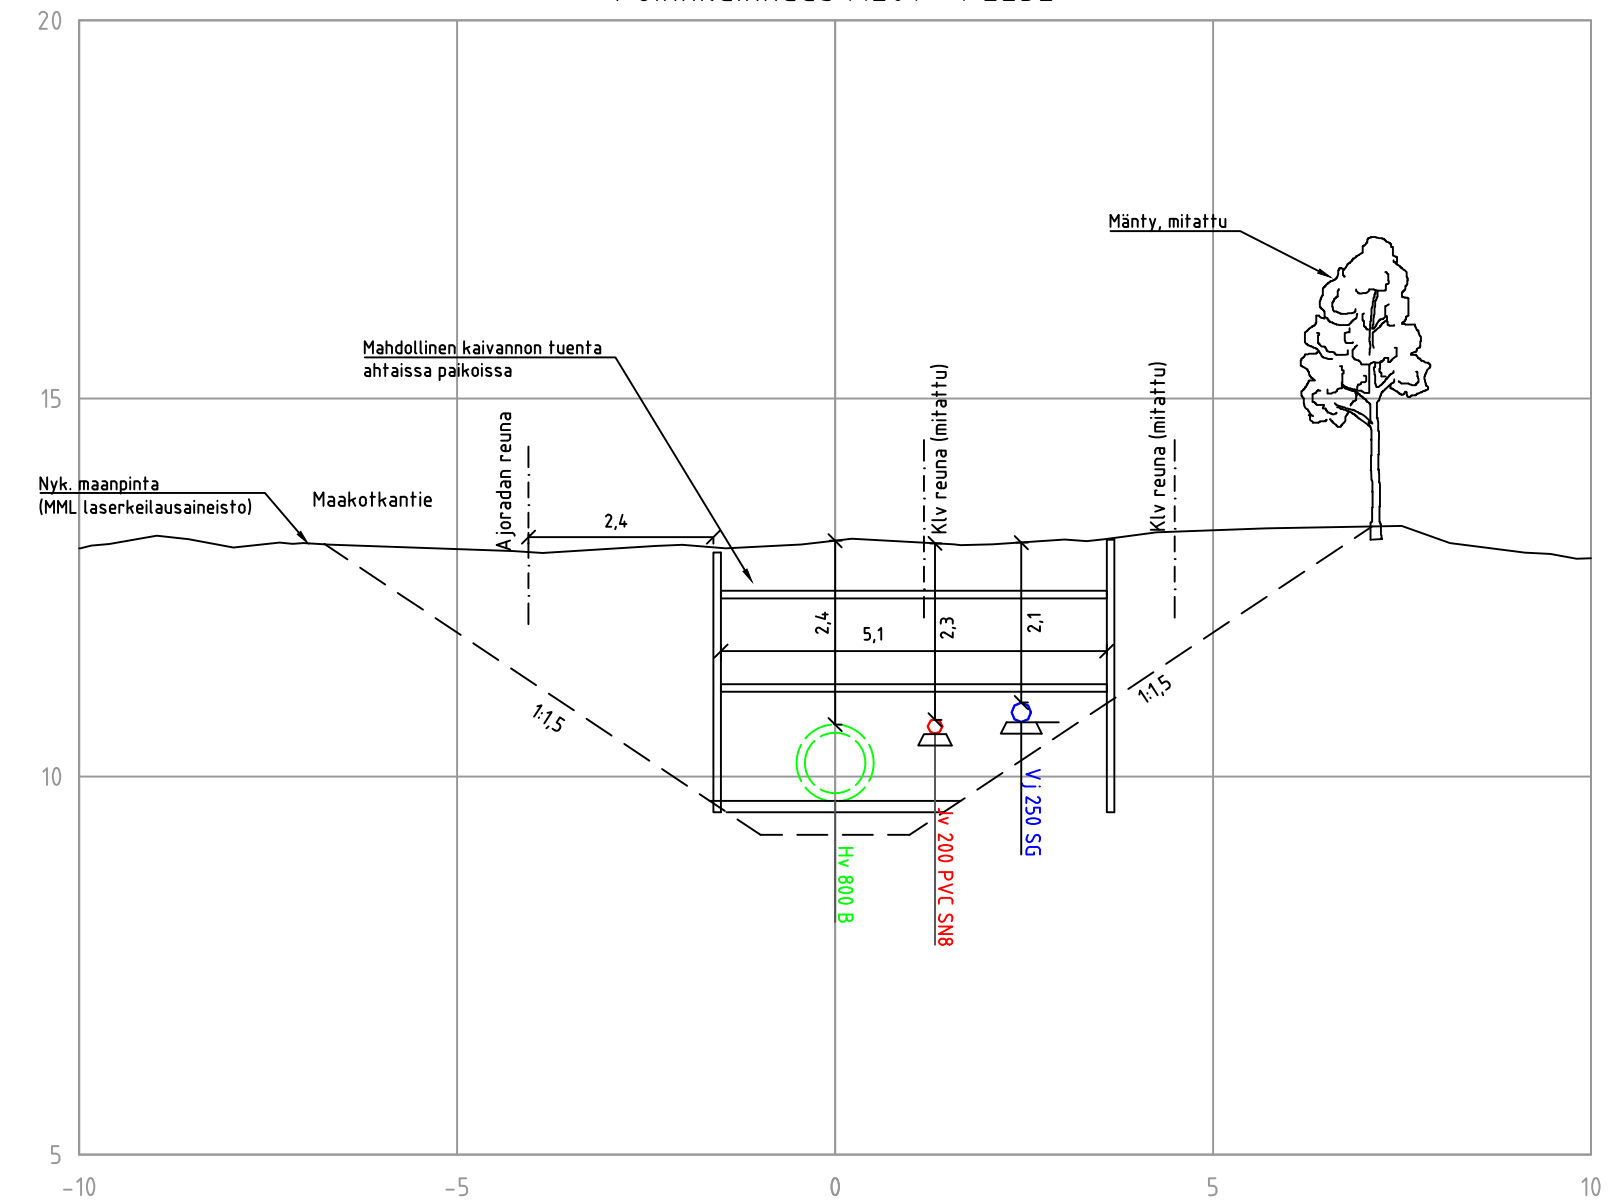 20
Mänty, mitattu
Mahdollinen kaivannon tuenta
ahtaissa paikoissa
15
Ajoradan reuna
Klv reuna (mitattu)
Klv reuna (mitattu)
Nyk. maanpinta
(MML laserkeilausaineisto)
Maakotkantie
2,4
2,4
5,1
2,3
2,1
1:1,5
1:1,5
10
Vj 250 SG
Jv 200 PVC SN8
Hv 800 B
5
-10
-5
0
5
10